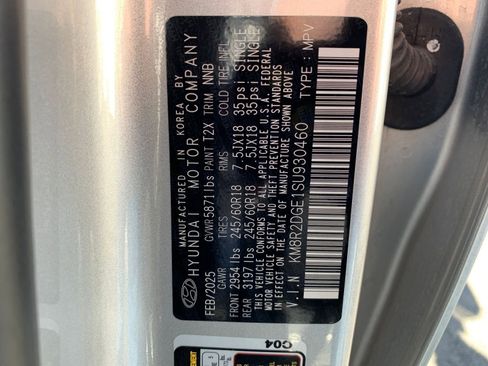 MANUFACTURED IN KOREA BY
HYUNDAI MOTOR COMPANY
FEB/2025 GVWR 5871lbs PAINT T2X TRIM NNB
GAWR TIRES RIMS COLD TIRE INFL
FRONT 2954lbs 245/60R18 7.5JX18 35psi SINGLE
REAR 3197lbs 245/60R18 7.5JX18 35psi SINGLE
THIS VEHICLE CONFORMS TO ALL APPLICABLE U.S.A. FEDERAL
MOTOR VEHICLE SAFETY AND THEFT PREVENTION STANDARDS
IN EFFECT ON THE DATE OF MANUFACTURE SHOWN ABOVE
V.I.N KM8R2DGE1SU930460 TYPE : MPV
C04